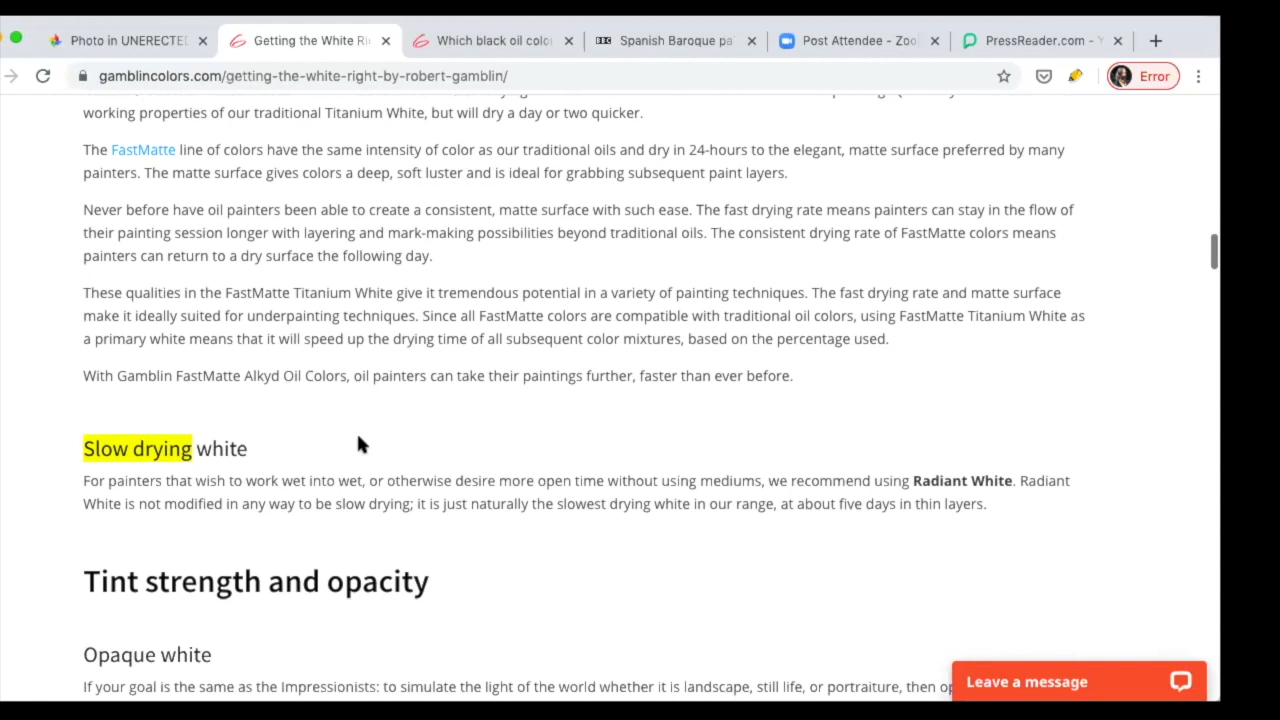 Photo in UNERECTED
Getting the White Ri
Which black oil colo
Spanish Baroque pa
Post Attendee - Zoo
PressReader.com - Y
gamblincolors.com/getting-the-white-right-by-robert-gamblin/
Error
working properties of our traditional Titanium White, but will dry a day or two quicker.
The FastMatte line of colors have the same intensity of color as our traditional oils and dry in 24-hours to the elegant, matte surface preferred by many
painters. The matte surface gives colors a deep, soft luster and is ideal for grabbing subsequent paint layers.
Never before have oil painters been able to create a consistent, matte surface with such ease. The fast drying rate means painters can stay in the flow of
their painting session longer with layering and mark-making possibilities beyond traditional oils. The consistent drying rate of FastMatte colors means
painters can return to a dry surface the following day.
These qualities in the FastMatte Titanium White give it tremendous potential in a variety of painting techniques. The fast drying rate and matte surface
make it ideally suited for underpainting techniques. Since all FastMatte colors are compatible with traditional oil colors, using FastMatte Titanium White as
a primary white means that it will speed up the drying time of all subsequent color mixtures, based on the percentage used.
With Gamblin FastMatte Alkyd Oil Colors, oil painters can take their paintings further, faster than ever before.
Slow drying white
For painters that wish to work wet into wet, or otherwise desire more open time without using mediums, we recommend using Radiant White. Radiant
White is not modified in any way to be slow drying; it is just naturally the slowest drying white in our range, at about five days in thin layers.
Tint strength and opacity
Opaque white
If your goal is the same as the Impressionists: to simulate the light of the world whether it is landscape, still life, or portraiture, then op
Leave a message